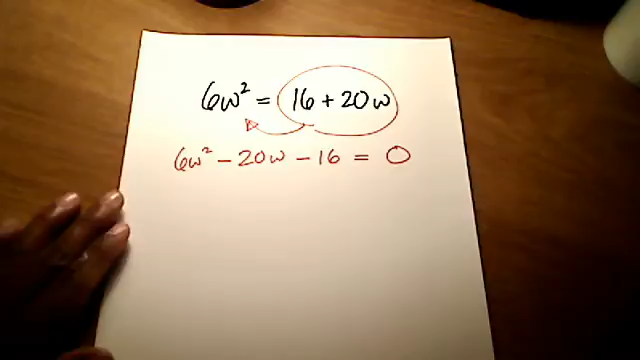 6w² = 16 + 20w
6w² - 20w - 16 = 0